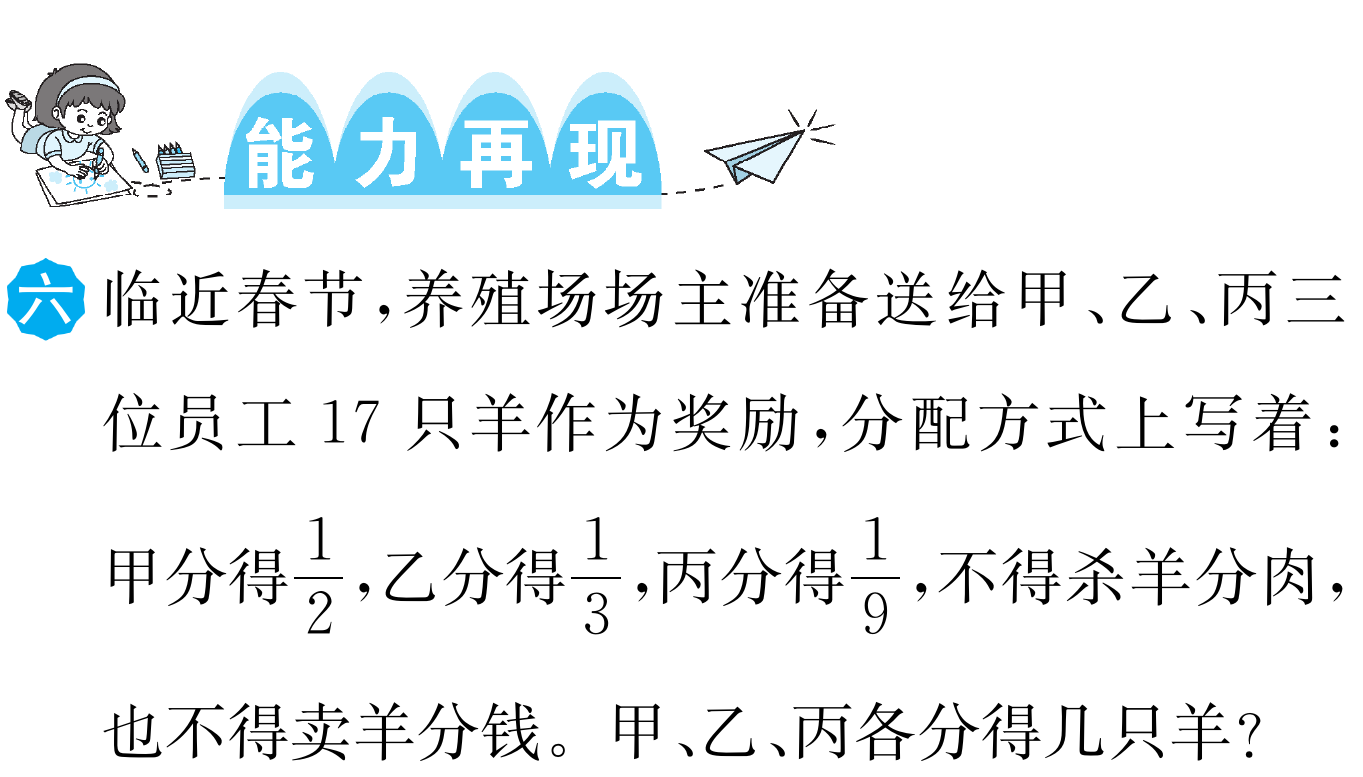 能力再现
六 临近春节,养殖场场主准备送给甲、乙、丙三
位员工 17 只羊作为奖励,分配方式上写着:
甲分得1/2,乙分得1/3,丙分得1/9,不得杀羊分肉,
也不得卖羊分钱。甲、乙、丙各分得几只羊?